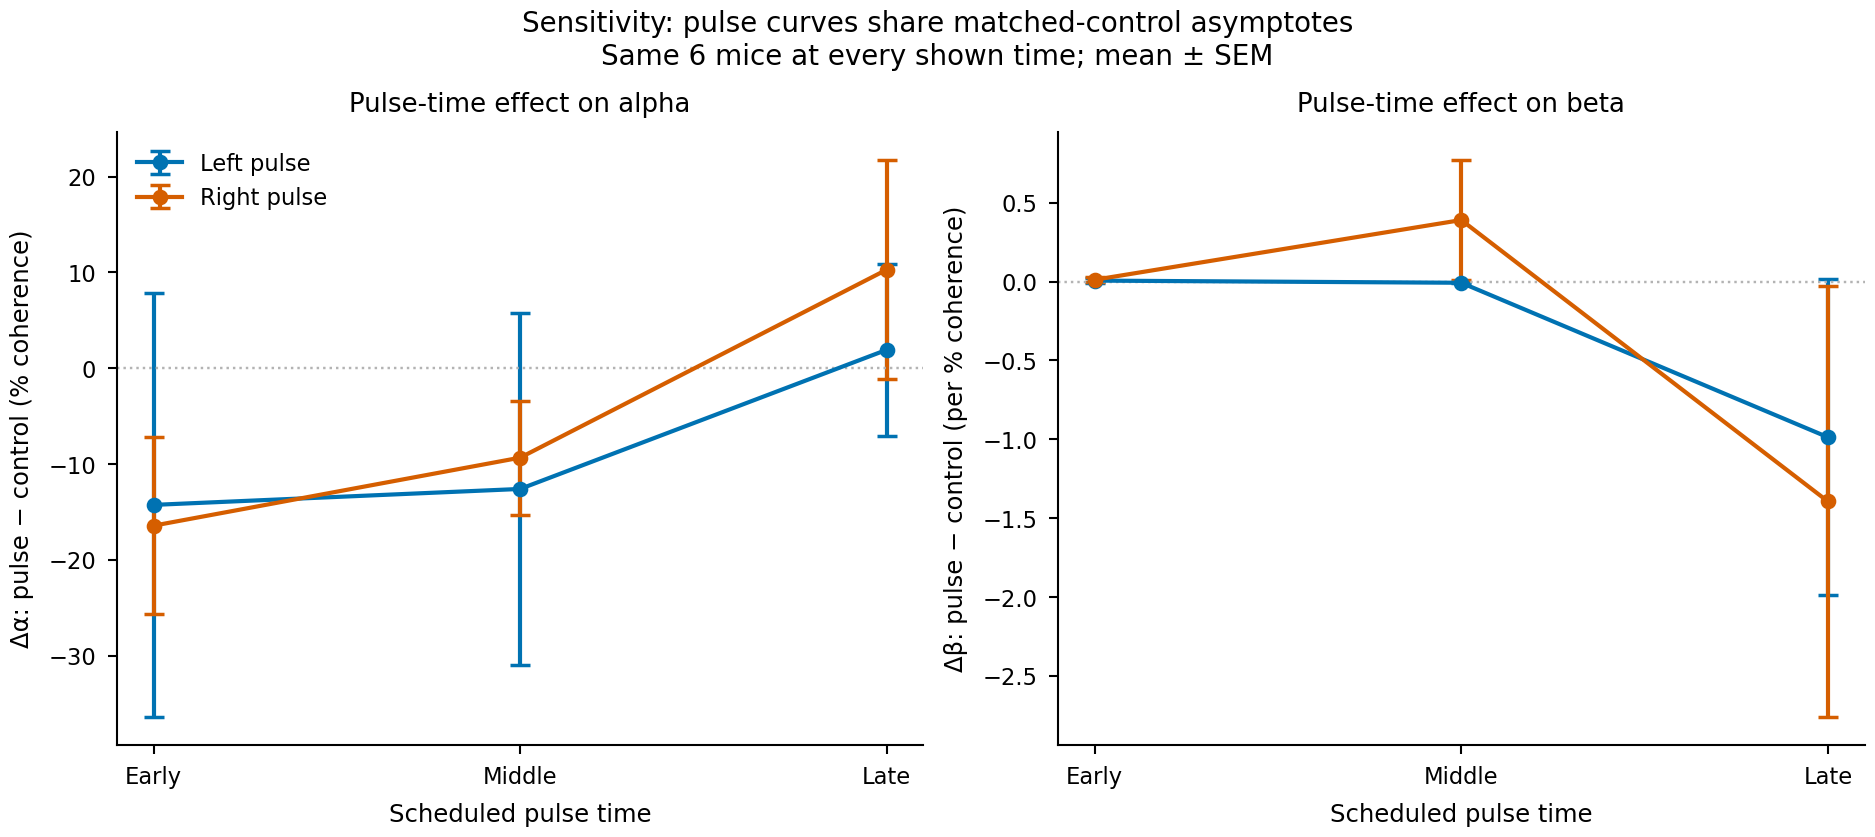 Sensitivity: pulse curves share matched-control asymptotes
Same 6 mice at every shown time; mean ± SEM
Pulse-time effect on alpha
Left pulse
Right pulse
20
10
0
−10
−20
−30
Δα: pulse − control (% coherence)
Early
Middle
Late
Scheduled pulse time
Pulse-time effect on beta
0.5
0.0
−0.5
−1.0
−1.5
−2.0
−2.5
Δβ: pulse − control (per % coherence)
Early
Middle
Late
Scheduled pulse time